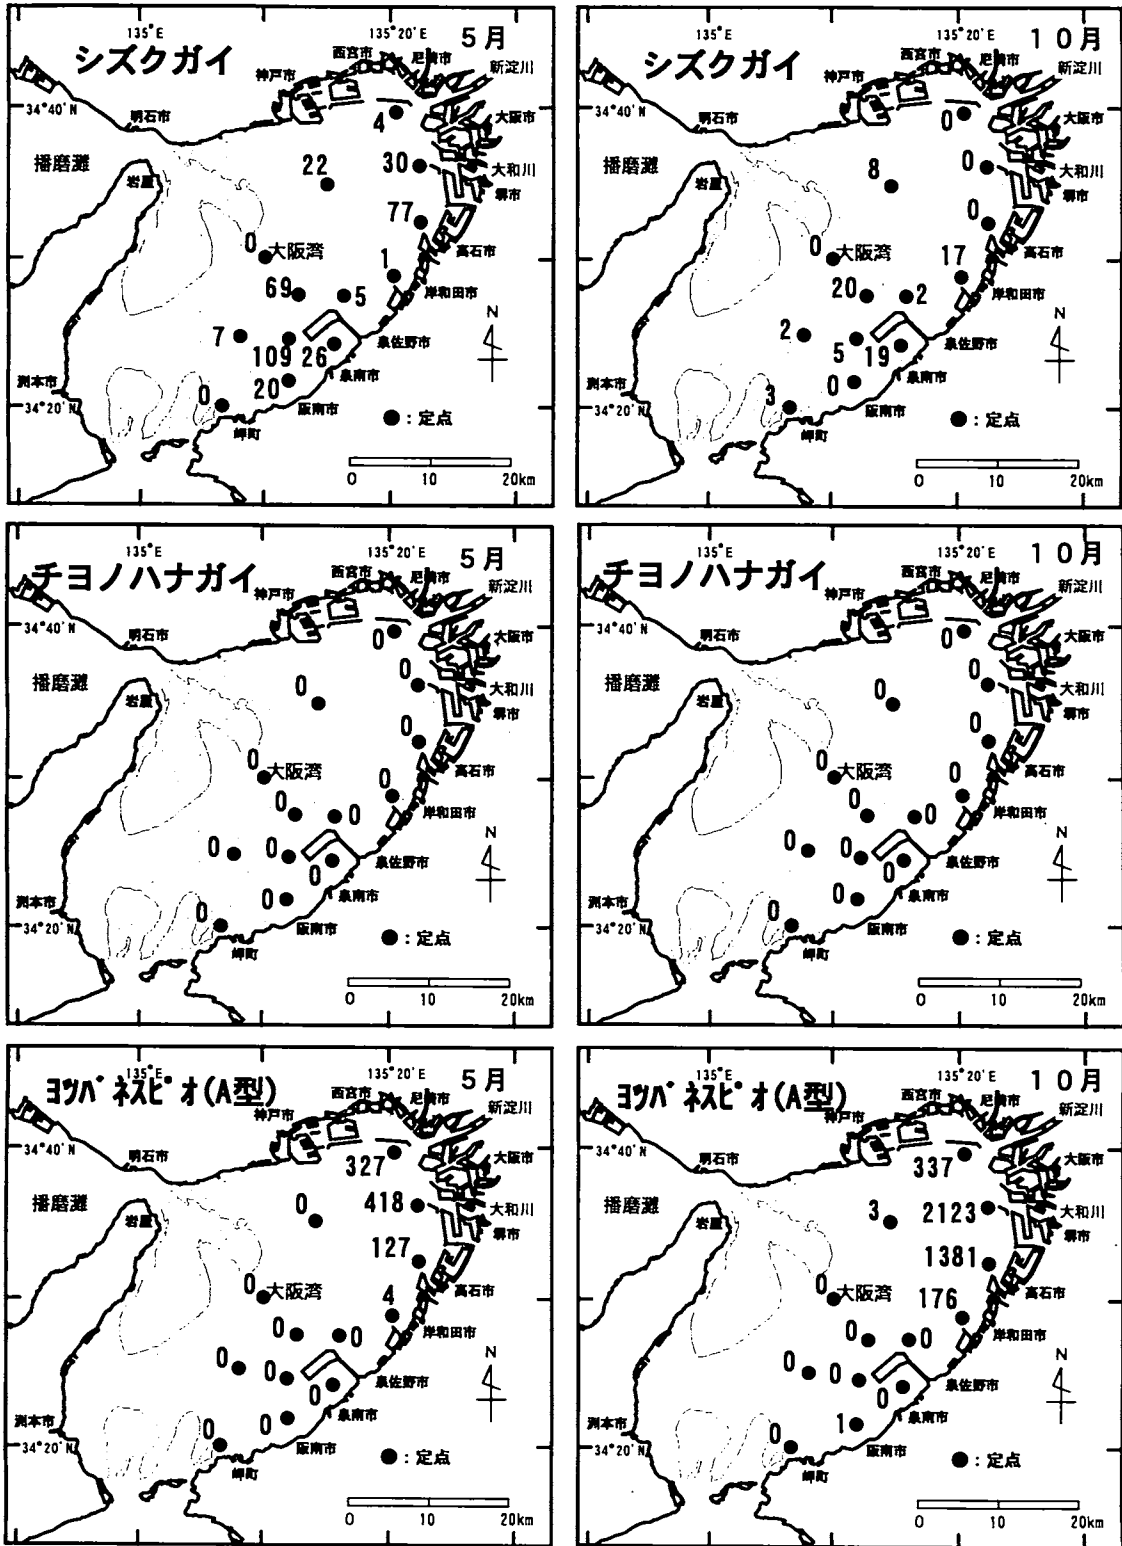 135°E
135°20'E
5月
シズクガイ
西宮市
尼崎市
新淀川
神戸市
34°40'N
明石市
4
大阪市
播磨灘
22
30
大和川
岩屋
堺市
77
0
大阪湾
高石市
1
69
5
岸和田市
N
7
109
26
泉佐野市
泉南市
洲本市
20
0
34°20'N
阪南市
岬町
●：定点
0
10
20km
135°E
135°20'E
10月
シズクガイ
西宮市
尼崎市
新淀川
神戸市
34°40'N
明石市
0
大阪市
播磨灘
8
0
大和川
岩屋
堺市
0
0
大阪湾
高石市
17
20
2
岸和田市
N
2
5
19
泉佐野市
泉南市
洲本市
0
3
34°20'N
阪南市
岬町
●：定点
0
10
20km
135°E
135°20'E
5月
チヨノハナガイ
西宮市
尼崎市
新淀川
神戸市
34°40'N
明石市
0
大阪市
播磨灘
0
0
大和川
岩屋
堺市
0
0
大阪湾
高石市
0
0
0
岸和田市
N
0
0
0
泉佐野市
泉南市
洲本市
0
0
34°20'N
阪南市
岬町
●：定点
0
10
20km
135°E
135°20'E
10月
チヨノハナガイ
西宮市
尼崎市
新淀川
神戸市
34°40'N
明石市
0
大阪市
播磨灘
0
0
大和川
岩屋
堺市
0
0
大阪湾
高石市
0
0
0
岸和田市
N
0
0
0
泉佐野市
泉南市
洲本市
0
0
34°20'N
阪南市
岬町
●：定点
0
10
20km
135°E
135°20'E
5月
ヨツバネスピオ(A型)
西宮市
尼崎市
新淀川
神戸市
34°40'N
明石市
327
大阪市
播磨灘
0
418
大和川
岩屋
堺市
127
0
大阪湾
高石市
4
0
0
岸和田市
N
0
0
0
泉佐野市
泉南市
洲本市
0
0
34°20'N
阪南市
岬町
●：定点
0
10
20km
135°E
135°20'E
10月
ヨツバネスピオ(A型)
西宮市
尼崎市
新淀川
神戸市
34°40'N
明石市
337
大阪市
播磨灘
3
2123
大和川
岩屋
堺市
1381
0
大阪湾
高石市
176
0
0
岸和田市
N
0
0
0
泉佐野市
泉南市
洲本市
1
0
34°20'N
阪南市
岬町
●：定点
0
10
20km